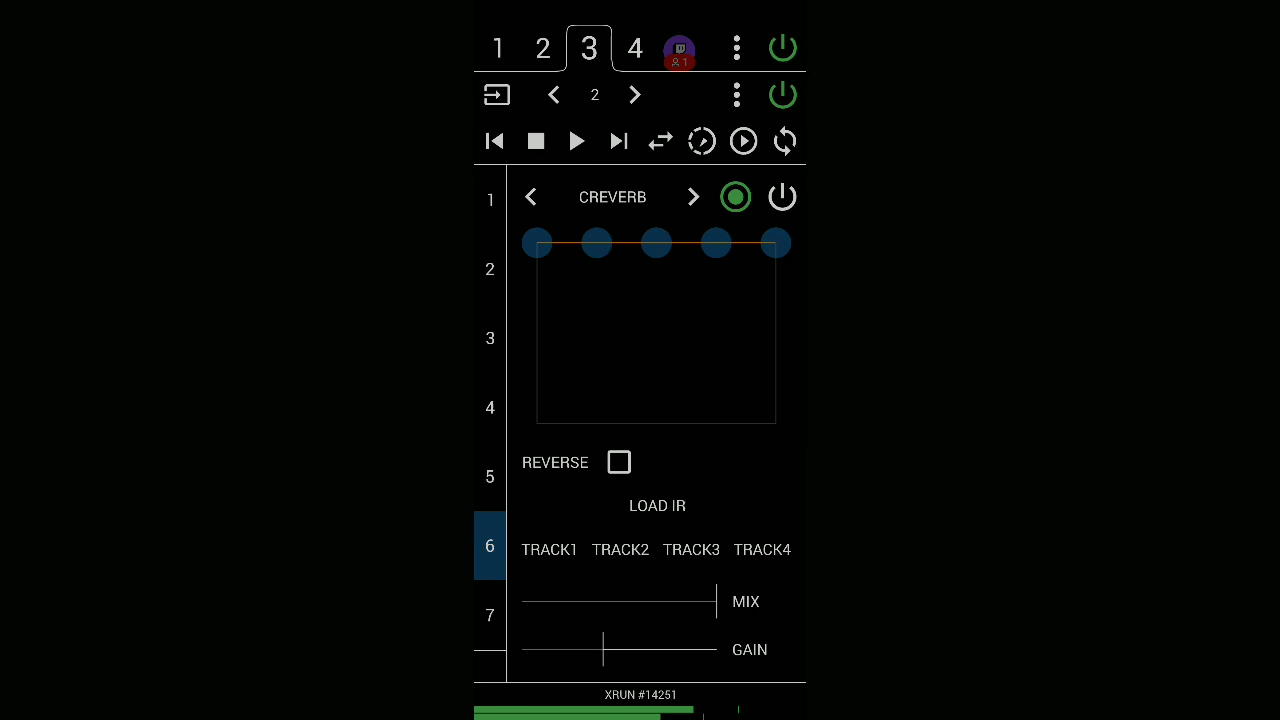 1 2 3 4 1
2
1 CREVERB
2
3
4
REVERSE
5
LOAD IR
6 TRACK1 TRACK2 TRACK3 TRACK4
MIX
7
GAIN
XRUN #14251